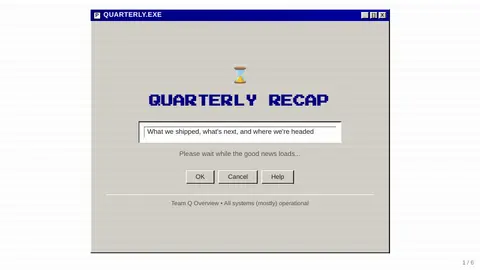 QUARTERLY.EXE
QUARTERLY RECAP
What we shipped, what's next, and where we're headed
Please wait while the good news loads...
OK Cancel Help
Team Q Overview • All systems (mostly) operational
1 / 6